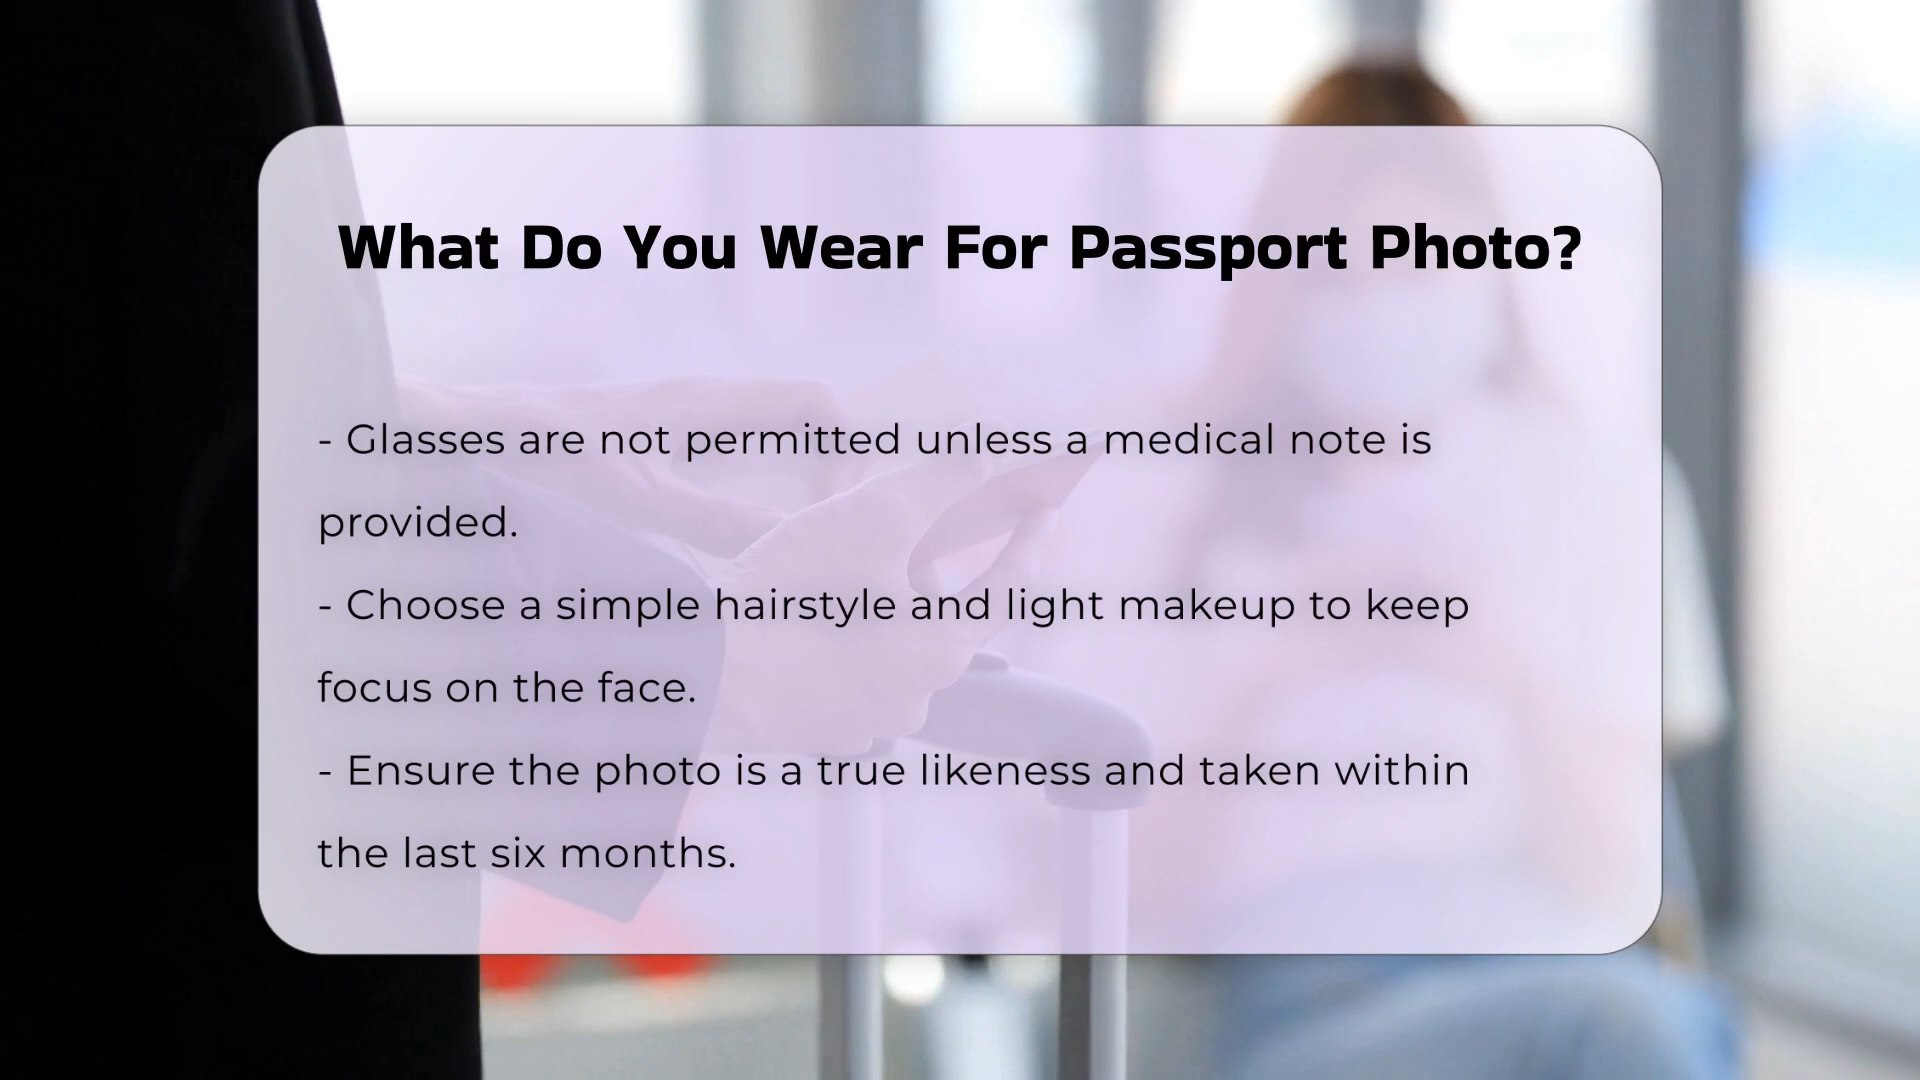 What Do You Wear For Passport Photo?
- Glasses are not permitted unless a medical note is
provided.
- Choose a simple hairstyle and light makeup to keep
focus on the face.
- Ensure the photo is a true likeness and taken within
the last six months.